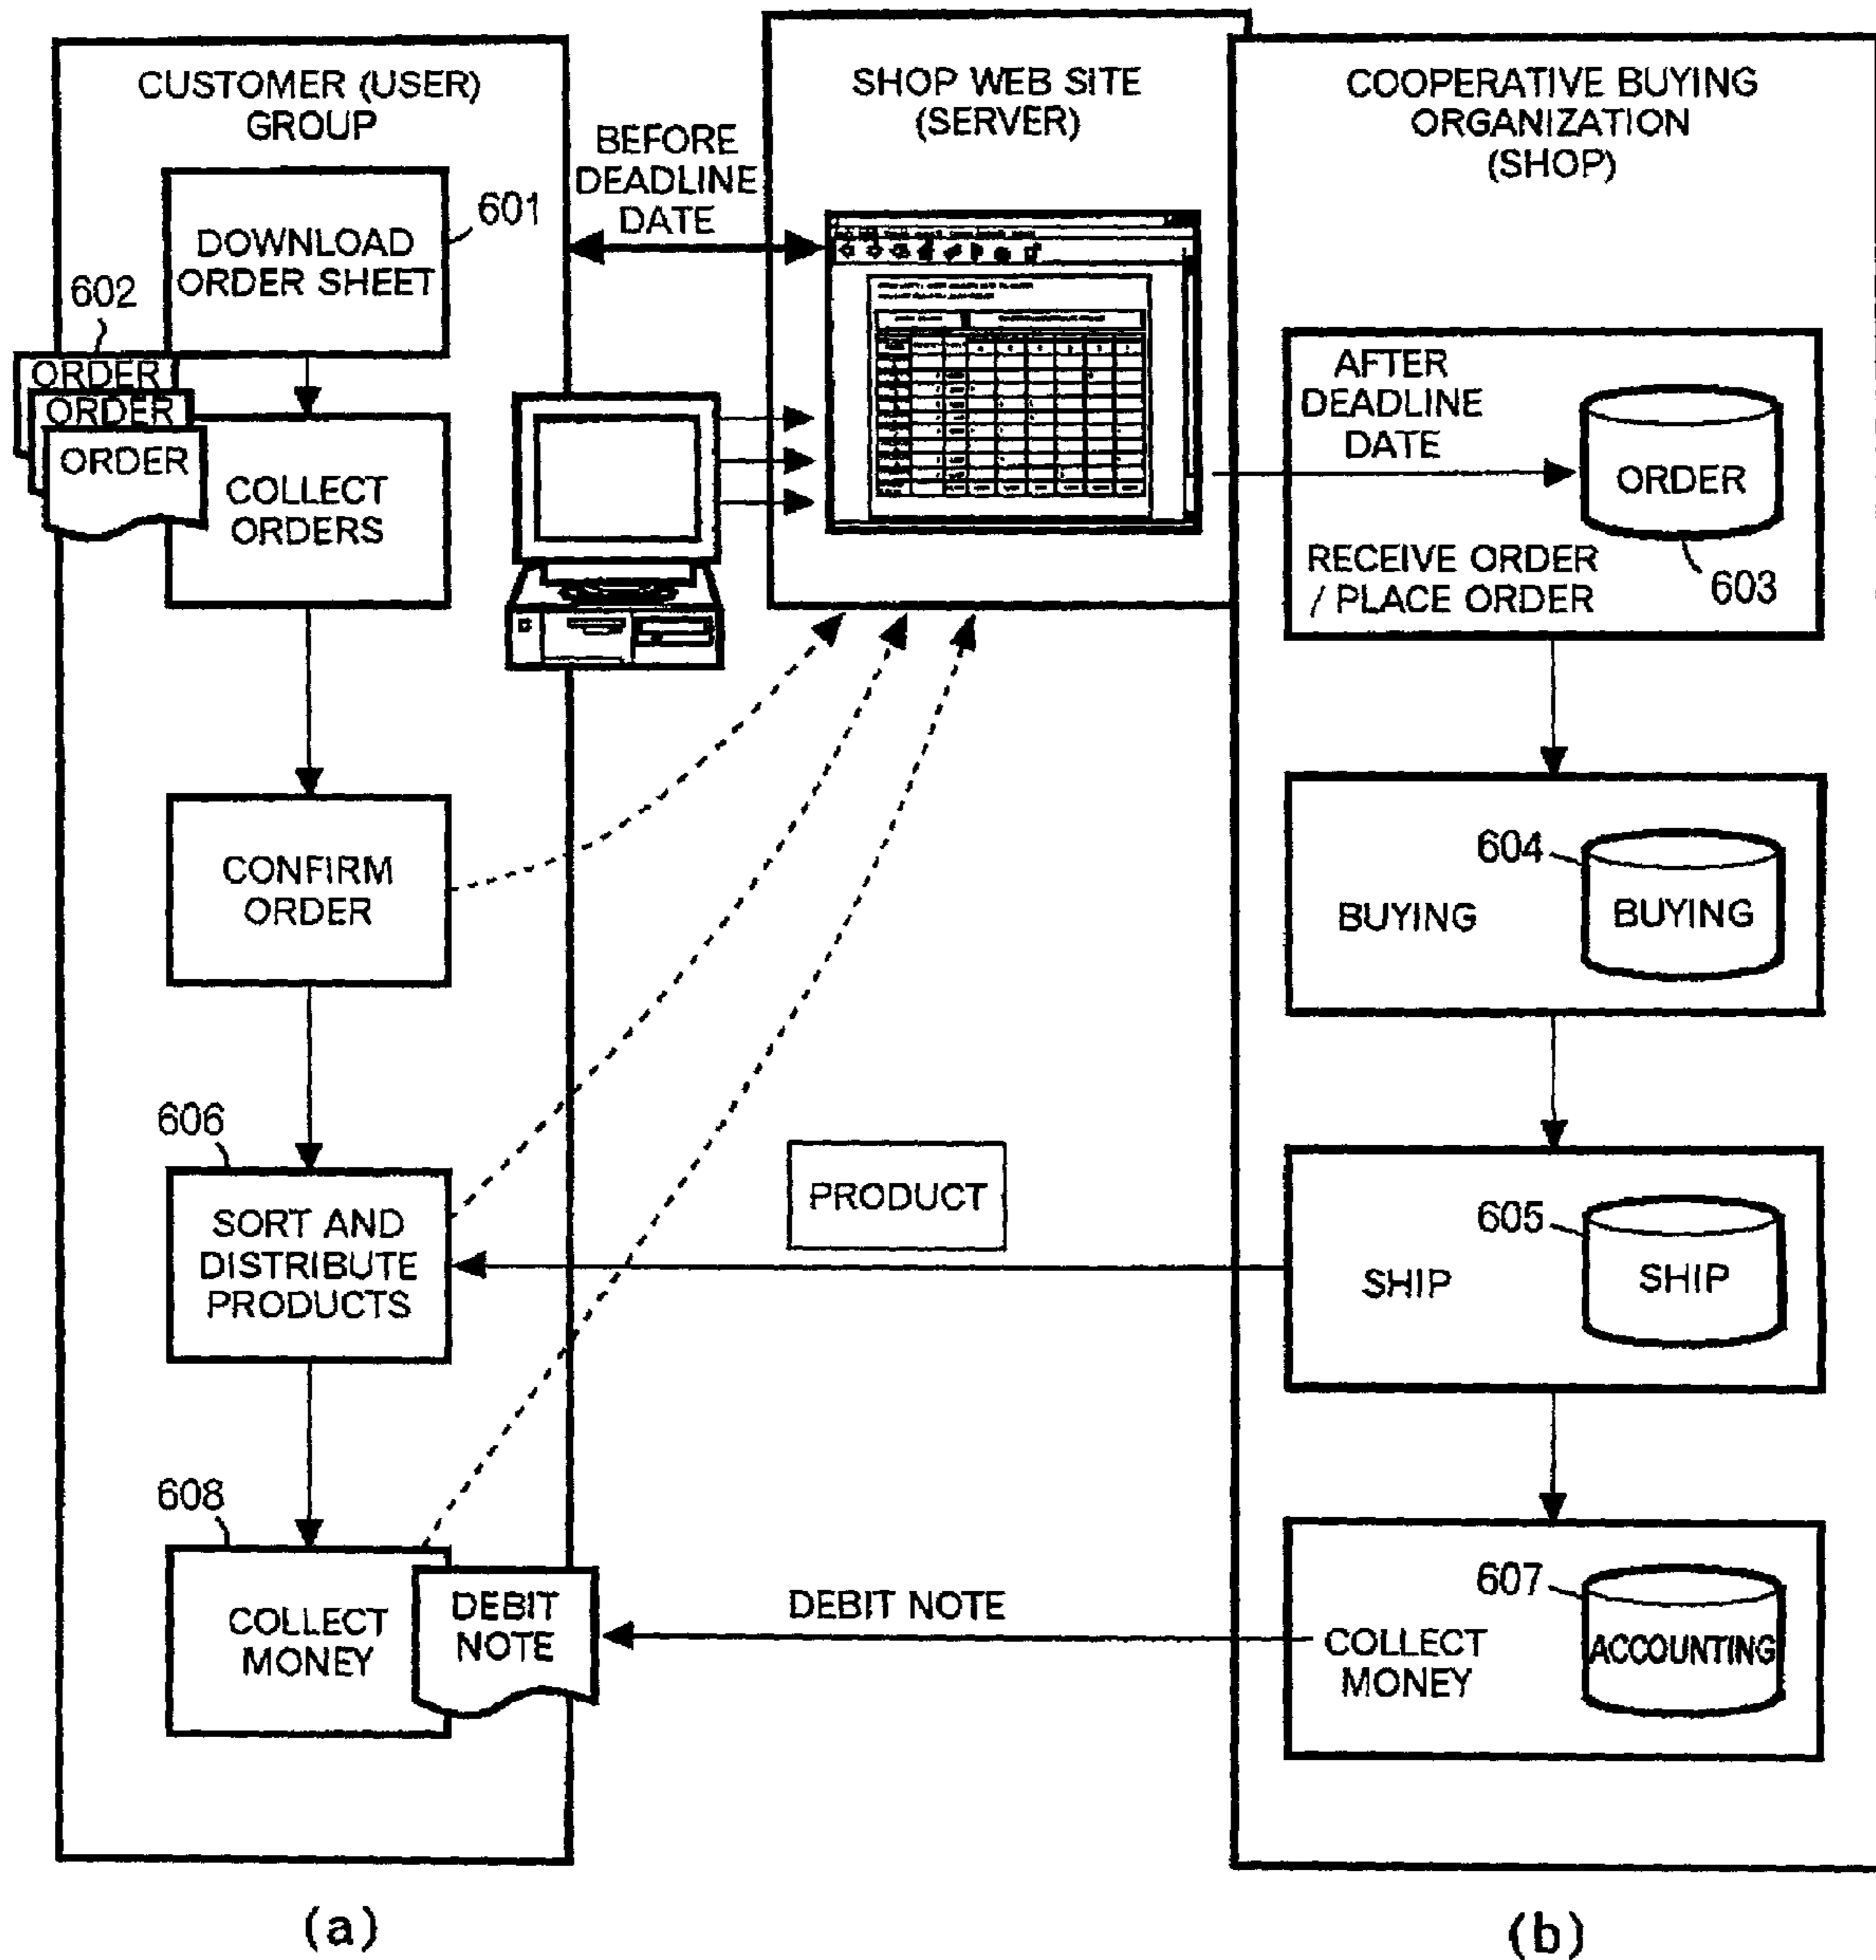 CUSTOMER (USER)
GROUP
DOWNLOAD
ORDER SHEET
601
602
ORDER
ORDER
ORDER
COLLECT
ORDERS
CONFIRM
ORDER
606
SORT AND
DISTRIBUTE
PRODUCTS
608
COLLECT
MONEY
DEBIT
NOTE
(a)
BEFORE
DEADLINE
DATE
SHOP WEB SITE
(SERVER)
PRODUCT
DEBIT NOTE
COOPERATIVE BUYING
ORGANIZATION
(SHOP)
AFTER
DEADLINE
DATE
ORDER
603
RECEIVE ORDER
/ PLACE ORDER
604
BUYING
BUYING
605
SHIP
SHIP
607
COLLECT
MONEY
ACCOUNTING
(b)